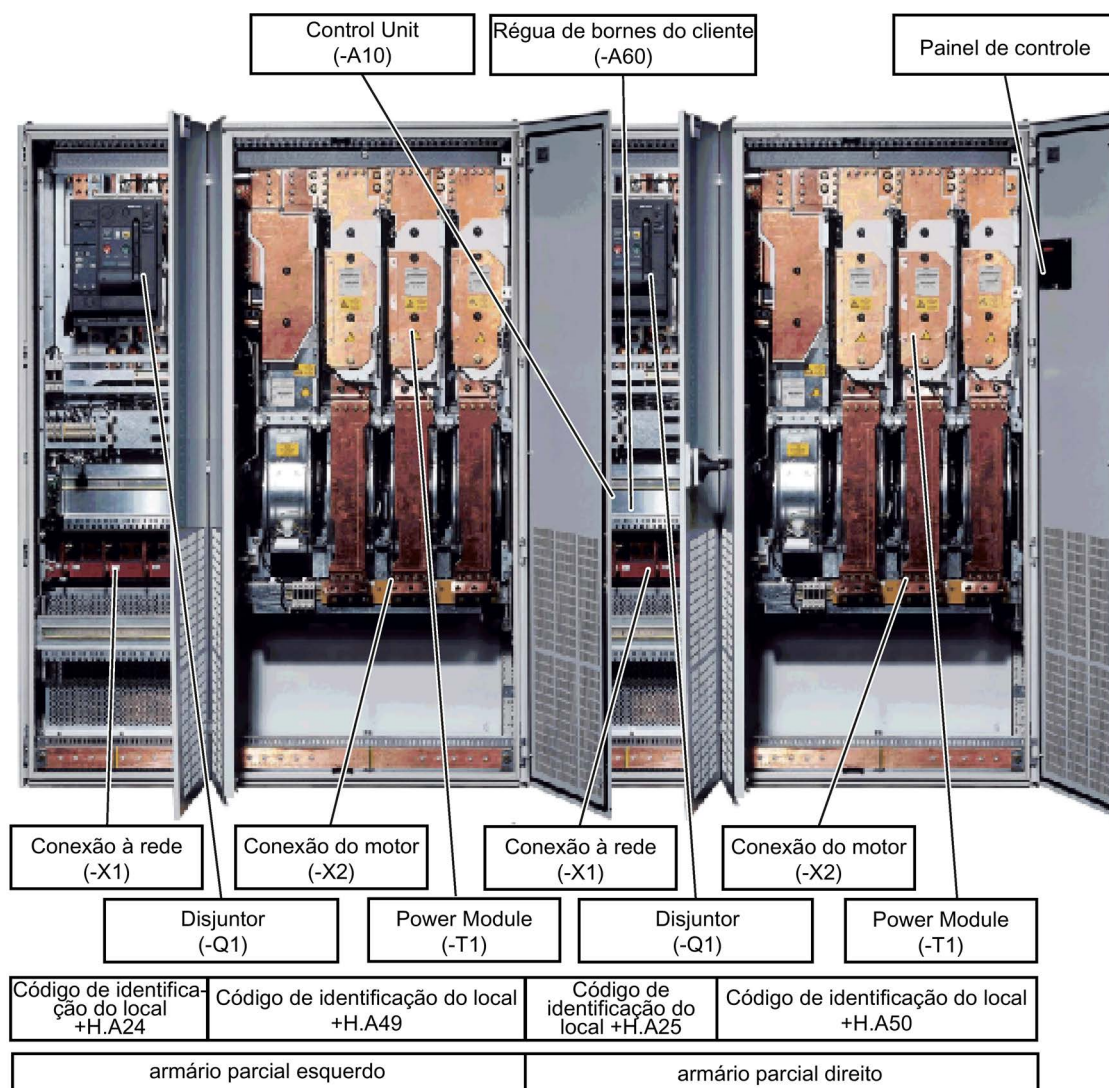 Control Unit
(-A10)
Régua de bornes do cliente
(-A60)
Painel de controle
Conexão à rede
(-X1)
Conexão do motor
(-X2)
Conexão à rede
(-X1)
Conexão do motor
(-X2)
Disjuntor
(-Q1)
Power Module
(-T1)
Disjuntor
(-Q1)
Power Module
(-T1)
Código de identifica-
ção do local
+H.A24
Código de identificação do local
+H.A49
Código de
identificação do
local +H.A25
Código de identificação do local
+H.A50
armário parcial esquerdo
armário parcial direito